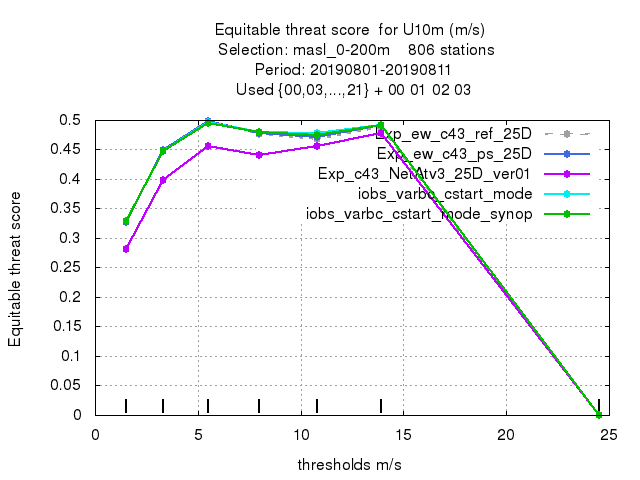 Equitable threat score for U10m (m/s)
Selection: masl_0-200m 806 stations
Period: 20190801-20190811
Used {00,03,...,21} + 00 01 02 03
Equitable threat score
0.5
0.45
0.4
0.35
0.3
0.25
0.2
0.15
0.1
0.05
0
Exp_ew_c43_ref_25D
Exp_ew_c43_ps_25D
Exp_c43_NetAtv3_25D_ver01
iobs_varbc_cstart_mode
iobs_varbc_cstart_mode_synop
0 5 10 15 20 25
thresholds m/s